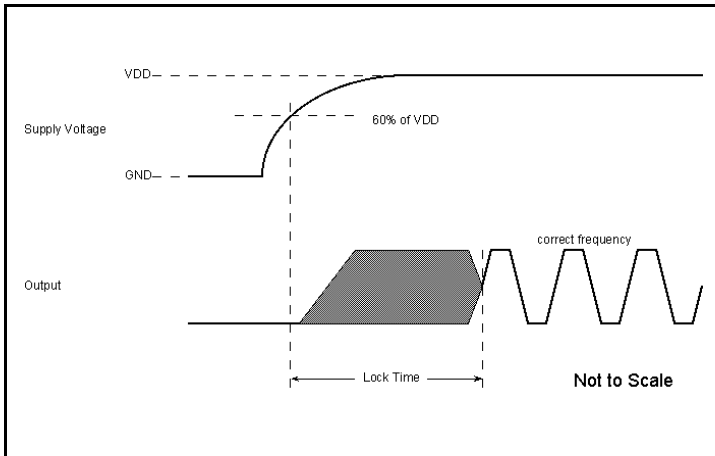 VDD
60% of VDD
Supply Voltage
GND
correct frequency
Output
Lock Time
Not to Scale